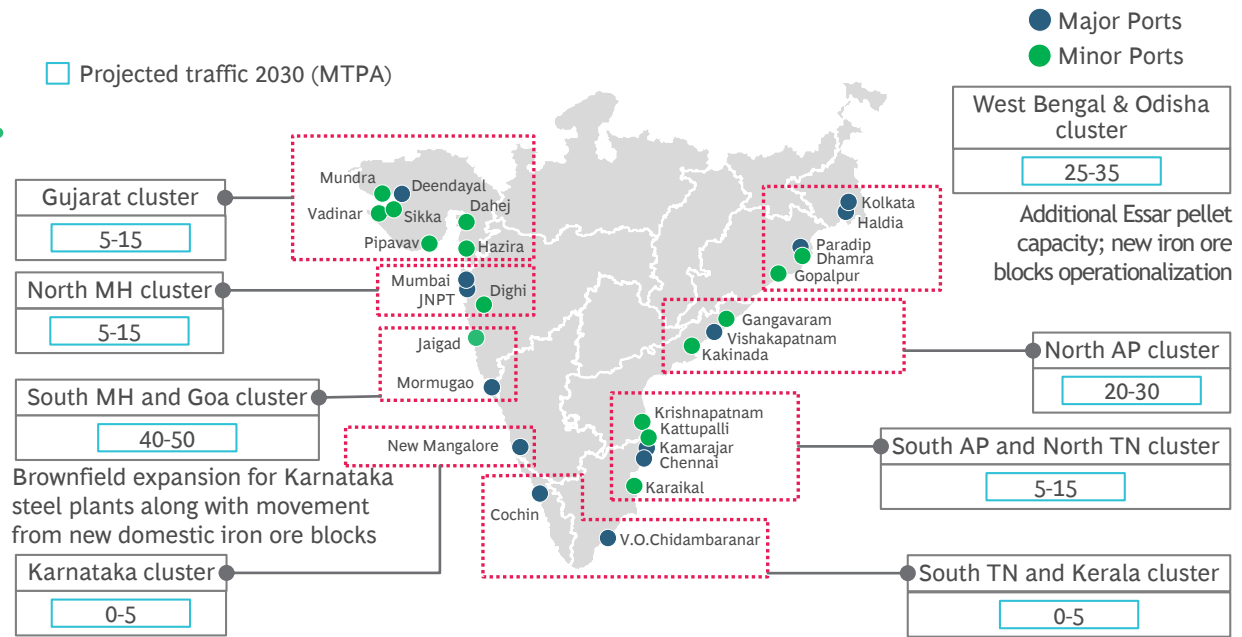 Major Ports
Minor Ports
Projected traffic 2030 (MTPA)
West Bengal & Odisha
cluster
25-35
Additional Essar pellet
capacity; new iron ore
blocks operationalization
Gujarat cluster
5-15
North MH cluster
5-15
South MH and Goa cluster
40-50
Brownfield expansion for Karnataka
steel plants along with movement
from new domestic iron ore blocks
Karnataka cluster
0-5
Mundra
Deendayal
Vadinar
Sikka
Dahej
Pipavav
Hazira
Mumbai
JNPT
Dighi
Jaigad
Mormugao
New Mangalore
Cochin
V.O.Chidambaranar
Krishnapatnam
Kattupalli
Kamarajar
Chennai
Karaikal
Gangavaram
Vishakapatnam
Kakinada
Kolkata
Haldia
Paradip
Dhamra
Gopalpur
North AP cluster
20-30
South AP and North TN cluster
5-15
South TN and Kerala cluster
0-5